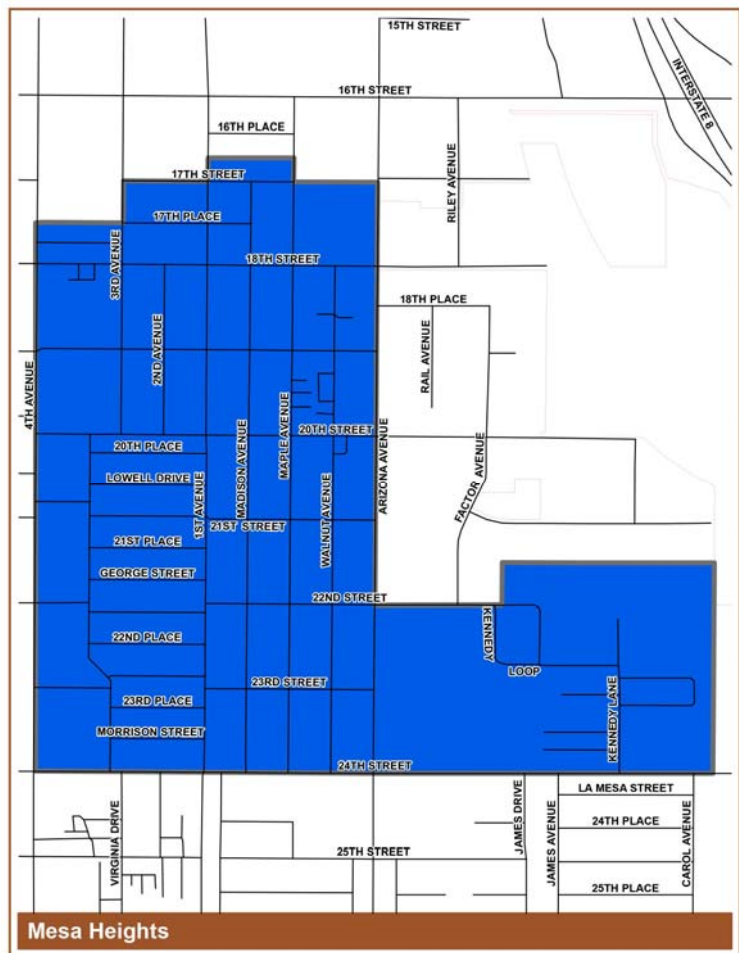 15TH STREET
INTERSTATE 8
16TH STREET
16TH PLACE
17TH STREET
RILEY AVENUE
17TH PLACE
3RD AVENUE
18TH STREET
18TH PLACE
4TH AVENUE
2ND AVENUE
RAIL AVENUE
MAPLE AVENUE
20TH STREET
20TH PLACE
ARIZONA AVENUE
MADISON AVENUE
1ST AVENUE
LOWELL DRIVE
FACTOR AVENUE
WALNUT AVENUE
21ST STREET
21ST PLACE
GEORGE STREET
22ND STREET
KENNEDY
22ND PLACE
LOOP
23RD STREET
23RD PLACE
KENNEDY LANE
MORRISON STREET
24TH STREET
LA MESA STREET
VIRGINIA DRIVE
JAMES DRIVE
JAMES AVENUE
24TH PLACE
CAROL AVENUE
25TH STREET
25TH PLACE
Mesa Heights